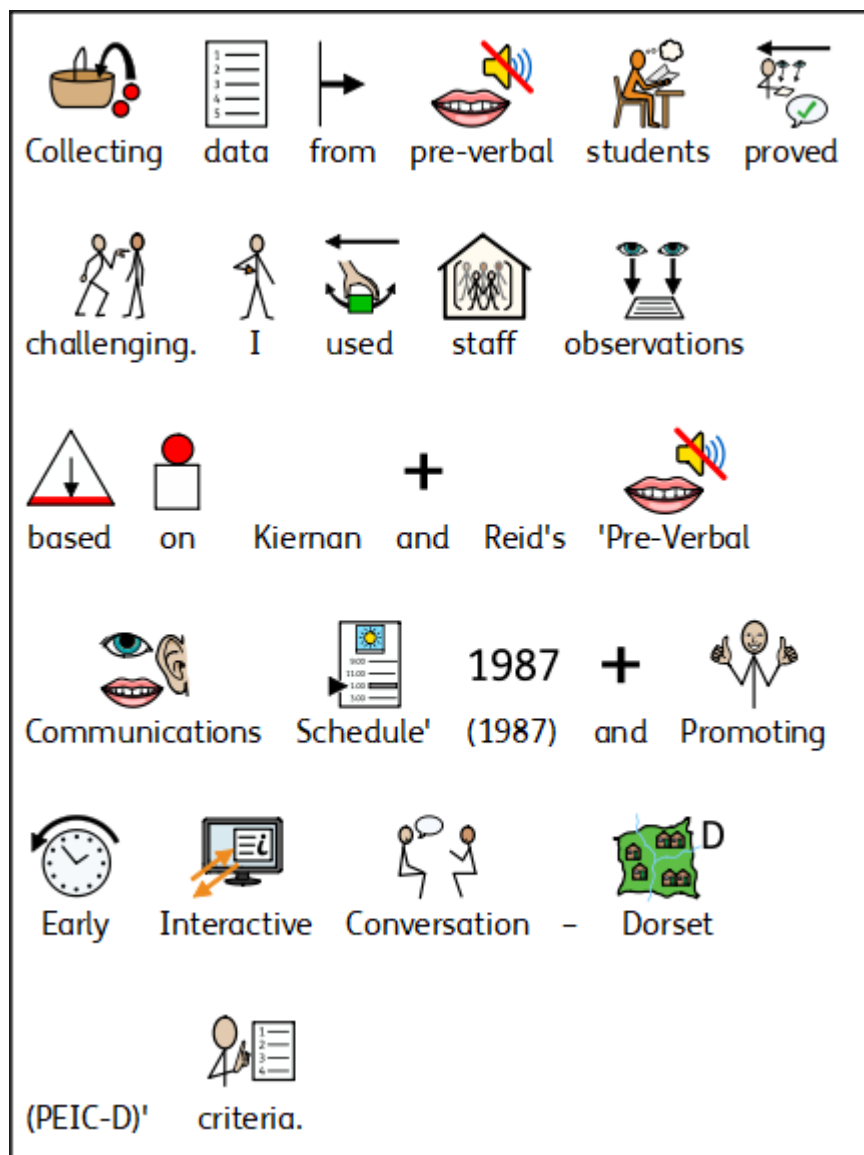 Collecting data from pre-verbal students proved
challenging. I used staff observations
based on Kiernan and Reid's 'Pre-Verbal
1987
Communications Schedule' (1987) and Promoting
D
Early Interactive Conversation – Dorset
(PEIC-D)' criteria.